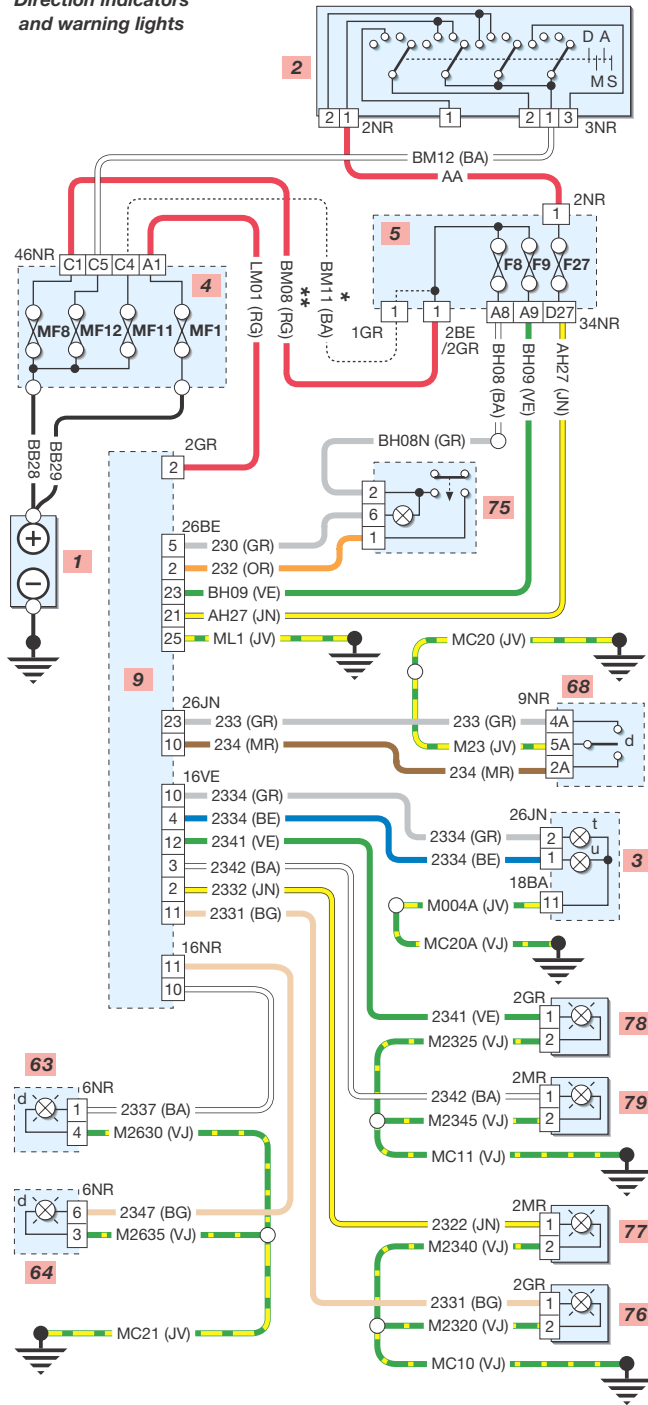 Direction indicators
and warning lights
D A
2
M S
2 1
2NR
1
2 1 3
3NR
BM12 (BA)
AA
2NR
1
5
46NR
C1 C5 C4 A1
4
F8 F9 F27
LM01 (RG)
BM08 (RG)
**
BM11 (BA)
*
MF8 MF12 MF11 MF1
1
1GR
1
2BE
/2GR
A8 A9 D27
34NR
BH08 (BA)
BH09 (VE)
AH27 (JN)
BB28
BB29
2GR
2
BH08N (GR)
2
6
1
75
26BE
5 230 (GR)
2 232 (OR)
23 BH09 (VE)
21 AH27 (JN)
25 ML1 (JV)
1
+
−
9
MC20 (JV)
68
9NR
26JN
23 233 (GR) 233 (GR) 4A
M23 (JV) 5A d
10 234 (MR) 234 (MR) 2A
16VE
10 2334 (GR)
4 2334 (BE)
12 2341 (VE)
3 2342 (BA)
2 2332 (JN)
11 2331 (BG)
26JN
2334 (GR) 2 t
2334 (BE) 1 u
3
18BA
M004A (JV) 11
MC20A (VJ)
16NR
11
10
2GR
2341 (VE) 1
M2325 (VJ) 2
78
2MR
2342 (BA) 1
M2345 (VJ) 2
79
MC11 (VJ)
63
6NR
d
1 2337 (BA)
4 M2630 (VJ)
6NR
d
6 2347 (BG)
3 M2635 (VJ)
64
MC21 (JV)
2MR
2322 (JN) 1
M2340 (VJ) 2
77
2GR
2331 (BG) 1
M2320 (VJ) 2
76
MC10 (VJ)